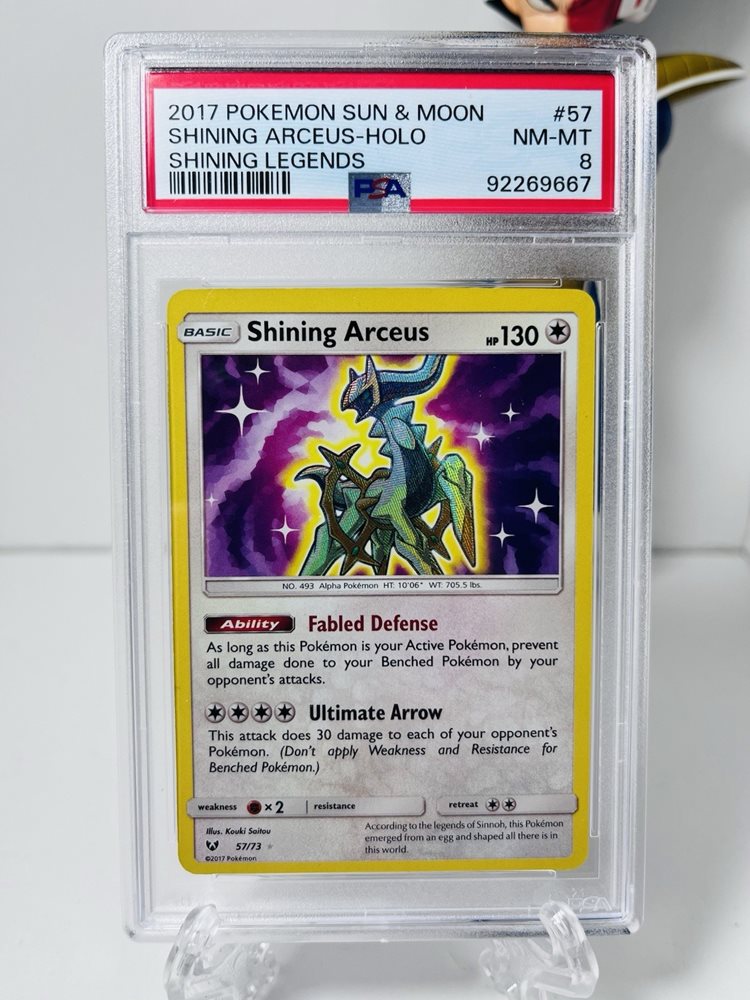 2017 POKEMON SUN & MOON #57
SHINING ARCEUS-HOLO NM-MT
SHINING LEGENDS 8
PSA 92269667
BASIC Shining Arceus HP 130
NO. 493 Alpha Pokémon HT: 10'06" WT: 705.5 lbs.
Ability Fabled Defense
As long as this Pokémon is your Active Pokémon, prevent
all damage done to your Benched Pokémon by your
opponent's attacks.
Ultimate Arrow
This attack does 30 damage to each of your opponent's
Pokémon. (Don't apply Weakness and Resistance for
Benched Pokémon.)
weakness ×2 resistance retreat
Illus. Kouki Saitou
57/73
©2017 Pokémon
According to the legends of Sinnoh, this Pokémon
emerged from an egg and shaped all there is in
this world.